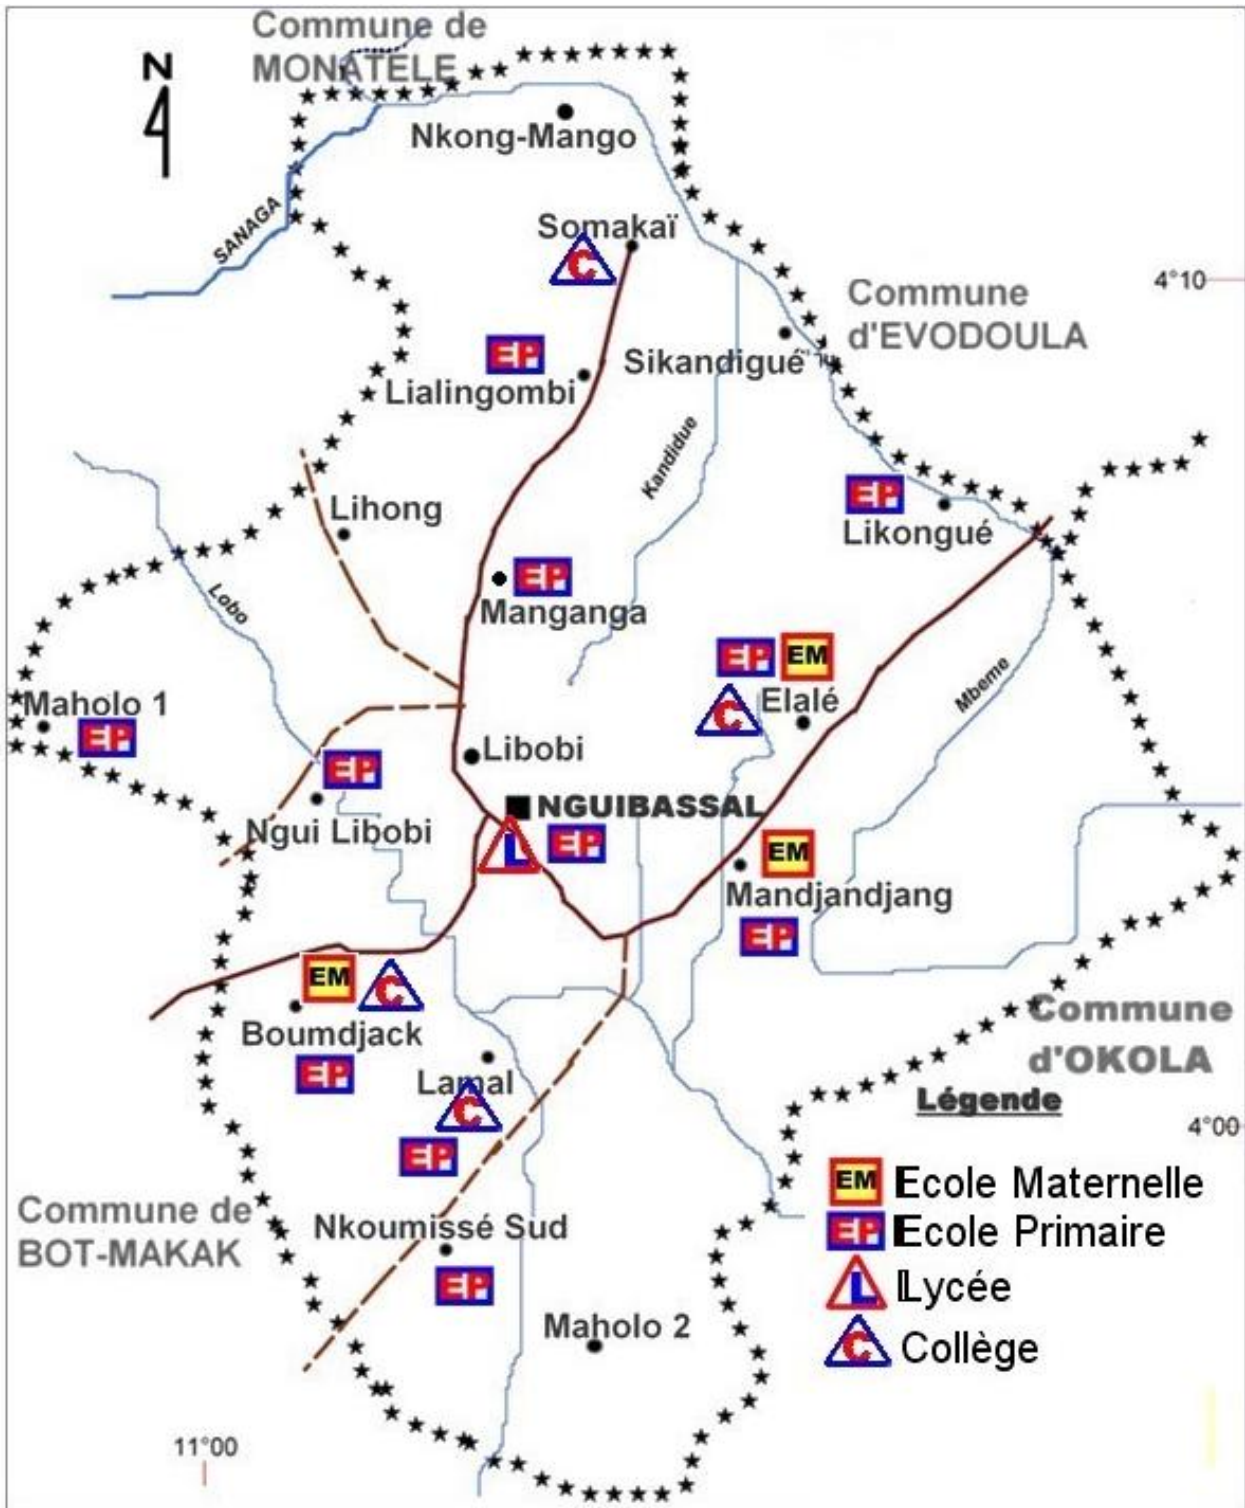 Commune de
MONATELE
N
Nkong-Mango
SANAGA
Somakaï
C
4°10
Commune
d'EVODOULA
EP
Sikandigué
Lialingombi
Kandidue
EP
Likongué
Lihong
EP
Manganga
Lobo
EP
EM
Mbeme
Maholo 1
EP
C
Elalé
Libobi
EP
NGUIBASSAL
Ngui Libobi
L
EP
EM
Mandjandjang
EP
EM
C
Boumdjack
EP
Commune
d'OKOLA
Lamal
C
Légende
4°00
EP
EM Ecole Maternelle
Commune de
BOT-MAKAK
Nkoumissé Sud
EP Ecole Primaire
EP
L Lycée
Maholo 2
C Collège
11°00